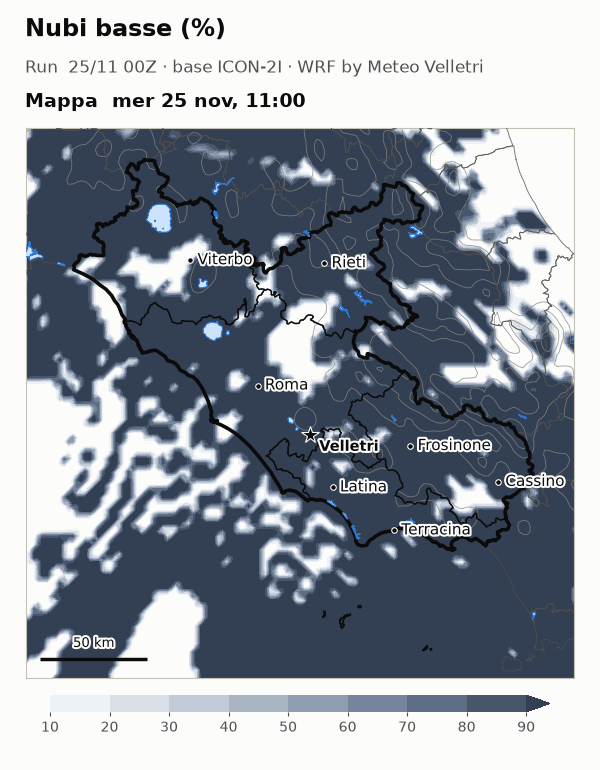 Nubi basse (%)
Run  25/11 00Z · base ICON-2I · WRF by Meteo Velletri
Mappa  mer 25 nov, 11:00
Viterbo
Rieti
Roma
Velletri
Frosinone
Latina
Cassino
Terracina
50 km
10 20 30 40 50 60 70 80 90